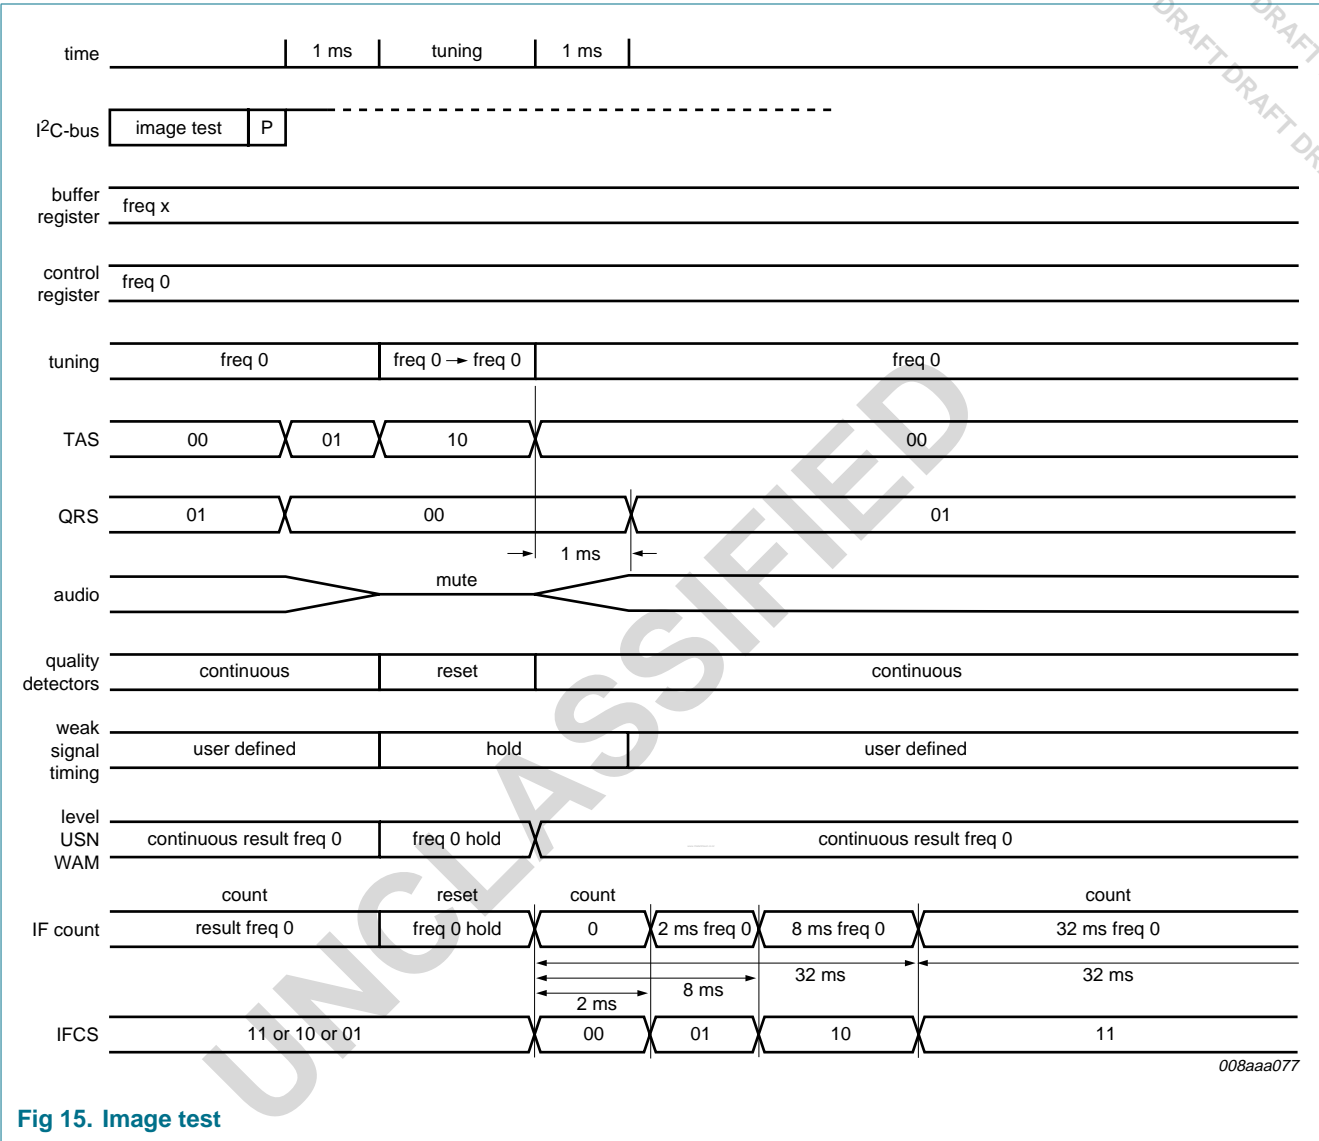 time 1 ms tuning 1 ms
I2C-bus image test P
buffer
register freq x
control
register freq 0
tuning freq 0 freq 0 → freq 0 freq 0
TAS 00 01 10 00
QRS 01 00 01
1 ms
audio mute
quality
detectors continuous reset continuous
weak
signal
timing user defined hold user defined
level
USN
WAM continuous result freq 0 freq 0 hold continuous result freq 0
count reset count count
IF count result freq 0 freq 0 hold 0 2 ms freq 0 8 ms freq 0 32 ms freq 0
32 ms 32 ms
8 ms
2 ms
IFCS 11 or 10 or 01 00 01 10 11
008aaa077
Fig 15. Image test
UNCLASSIFIED
DRAFT
DRAFT
DRAFT DRA